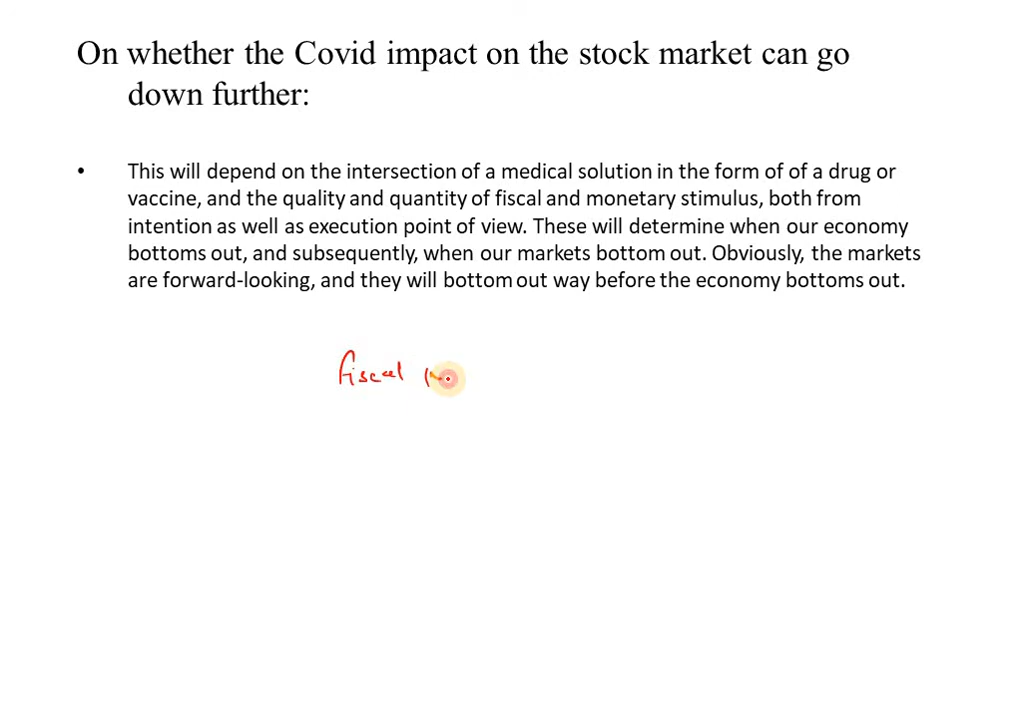 On whether the Covid impact on the stock market can go
down further:
• This will depend on the intersection of a medical solution in the form of of a drug or
vaccine, and the quality and quantity of fiscal and monetary stimulus, both from
intention as well as execution point of view. These will determine when our economy
bottoms out, and subsequently, when our markets bottom out. Obviously, the markets
are forward-looking, and they will bottom out way before the economy bottoms out.
fiscal